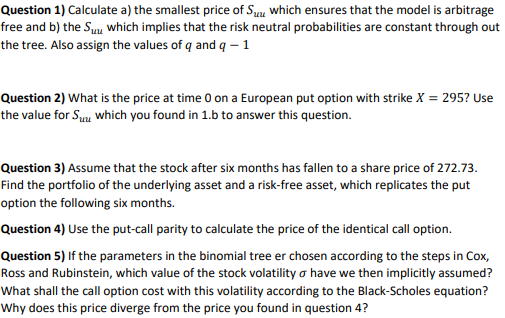 Question 1) Calculate a) the smallest price of Suu which ensures that the model is arbitrage
free and b) the Suu which implies that the risk neutral probabilities are constant through out
the tree. Also assign the values of q and q − 1
Question 2) What is the price at time 0 on a European put option with strike X = 295? Use
the value for Suu which you found in 1.b to answer this question.
Question 3) Assume that the stock after six months has fallen to a share price of 272.73.
Find the portfolio of the underlying asset and a risk-free asset, which replicates the put
option the following six months.
Question 4) Use the put-call parity to calculate the price of the identical call option.
Question 5) If the parameters in the binomial tree er chosen according to the steps in Cox,
Ross and Rubinstein, which value of the stock volatility σ have we then implicitly assumed?
What shall the call option cost with this volatility according to the Black-Scholes equation?
Why does this price diverge from the price you found in question 4?